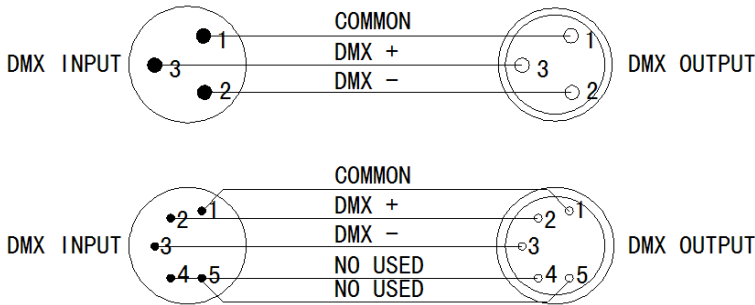 COMMON
1 1
DMX +
DMX INPUT 3 3 DMX OUTPUT
DMX -
2 2
COMMON
1 1
DMX +
2 2
DMX -
DMX INPUT 3 3 DMX OUTPUT
NO USED
4 5 4 5
NO USED